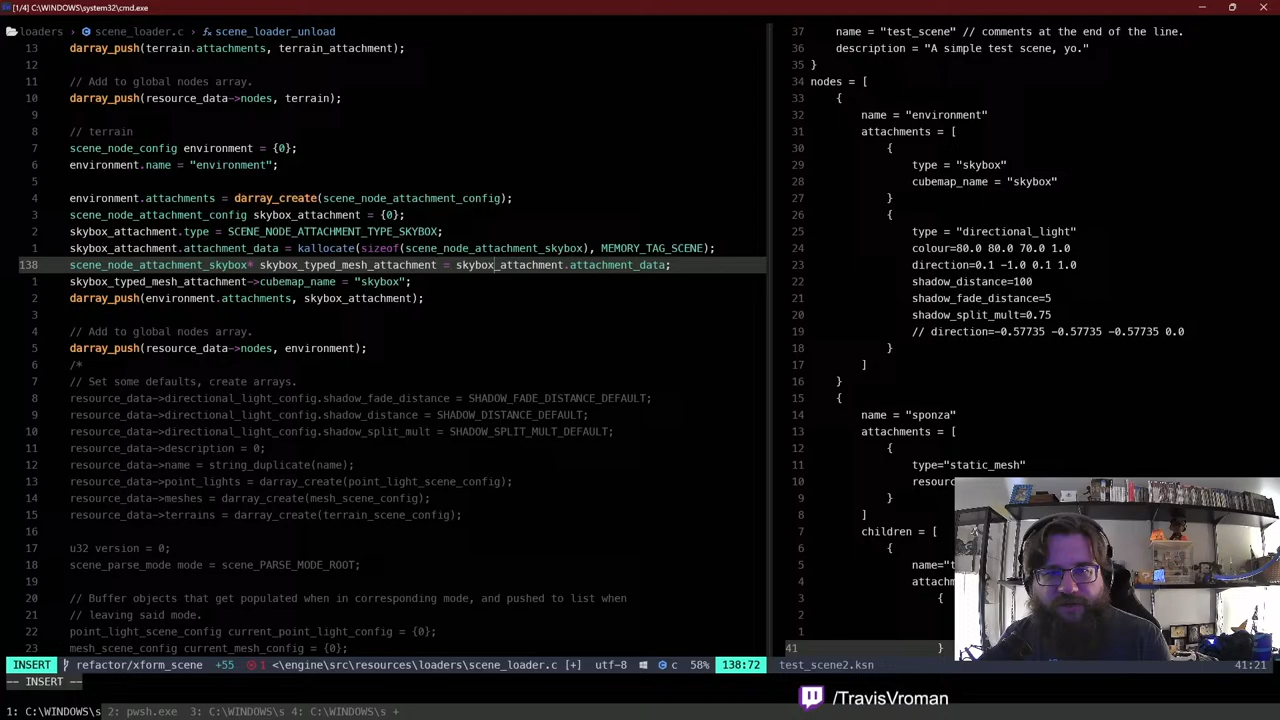 [1/4] C:\WINDOWS\system32\cmd.exe
loaders > scene_loader.c > scene_loader_unload
13 darray_push(terrain.attachments, terrain_attachment);
12
11 // Add to global nodes array.
10 darray_push(resource_data->nodes, terrain);
9
8 // terrain
7 scene_node_config environment = {0};
6 environment.name = "environment";
5
4 environment.attachments = darray_create(scene_node_attachment_config);
3 scene_node_attachment_config skybox_attachment = {0};
2 skybox_attachment.type = SCENE_NODE_ATTACHMENT_TYPE_SKYBOX;
1 skybox_attachment.attachment_data = kallocate(sizeof(scene_node_attachment_skybox), MEMORY_TAG_SCENE);
138 scene_node_attachment_skybox* skybox_typed_mesh_attachment = skybox_attachment.attachment_data;
1 skybox_typed_mesh_attachment->cubemap_name = "skybox";
2 darray_push(environment.attachments, skybox_attachment);
3
4 // Add to global nodes array.
5 darray_push(resource_data->nodes, environment);
6 /*
7 // Set some defaults, create arrays.
8 resource_data->directional_light_config.shadow_fade_distance = SHADOW_FADE_DISTANCE_DEFAULT;
9 resource_data->directional_light_config.shadow_distance = SHADOW_DISTANCE_DEFAULT;
10 resource_data->directional_light_config.shadow_split_mult = SHADOW_SPLIT_MULT_DEFAULT;
11 resource_data->description = 0;
12 resource_data->name = string_duplicate(name);
13 resource_data->point_lights = darray_create(point_light_scene_config);
14 resource_data->meshes = darray_create(mesh_scene_config);
15 resource_data->terrains = darray_create(terrain_scene_config);
16
17 u32 version = 0;
18 scene_parse_mode mode = scene_PARSE_MODE_ROOT;
19
20 // Buffer objects that get populated when in corresponding mode, and pushed to list when
21 // leaving said mode.
22 point_light_scene_config current_point_light_config = {0};
23 mesh_scene_config current_mesh_config = {0};
INSERT refactor/xform_scene +55 1 <\engine\src\resources\loaders\scene_loader.c [+] utf-8 c 58% 138:72
-- INSERT --
1: C:\WINDOWS\s 2: pwsh.exe 3: C:\WINDOWS\s 4: C:\WINDOWS\s +
37 name = "test_scene" // comments at the end of the line.
36 description = "A simple test scene, yo."
35 }
34 nodes = [
33 {
32 name = "environment"
31 attachments = [
30 {
29 type = "skybox"
28 cubemap_name = "skybox"
27 }
26 {
25 type = "directional_light"
24 colour=80.0 80.0 70.0 1.0
23 direction=0.1 -1.0 0.1 1.0
22 shadow_distance=100
21 shadow_fade_distance=5
20 shadow_split_mult=0.75
19 // direction=-0.57735 -0.57735 -0.57735 0.0
18 }
17 ]
16 }
15 {
14 name = "sponza"
13 attachments = [
12 {
11 type="static_mesh"
10 resou
9 }
8 ]
7 children = [
6 {
5 name="t
4 attach
3 {
2
1
41 }
test_scene2.ksn 41:21
/TravisVroman